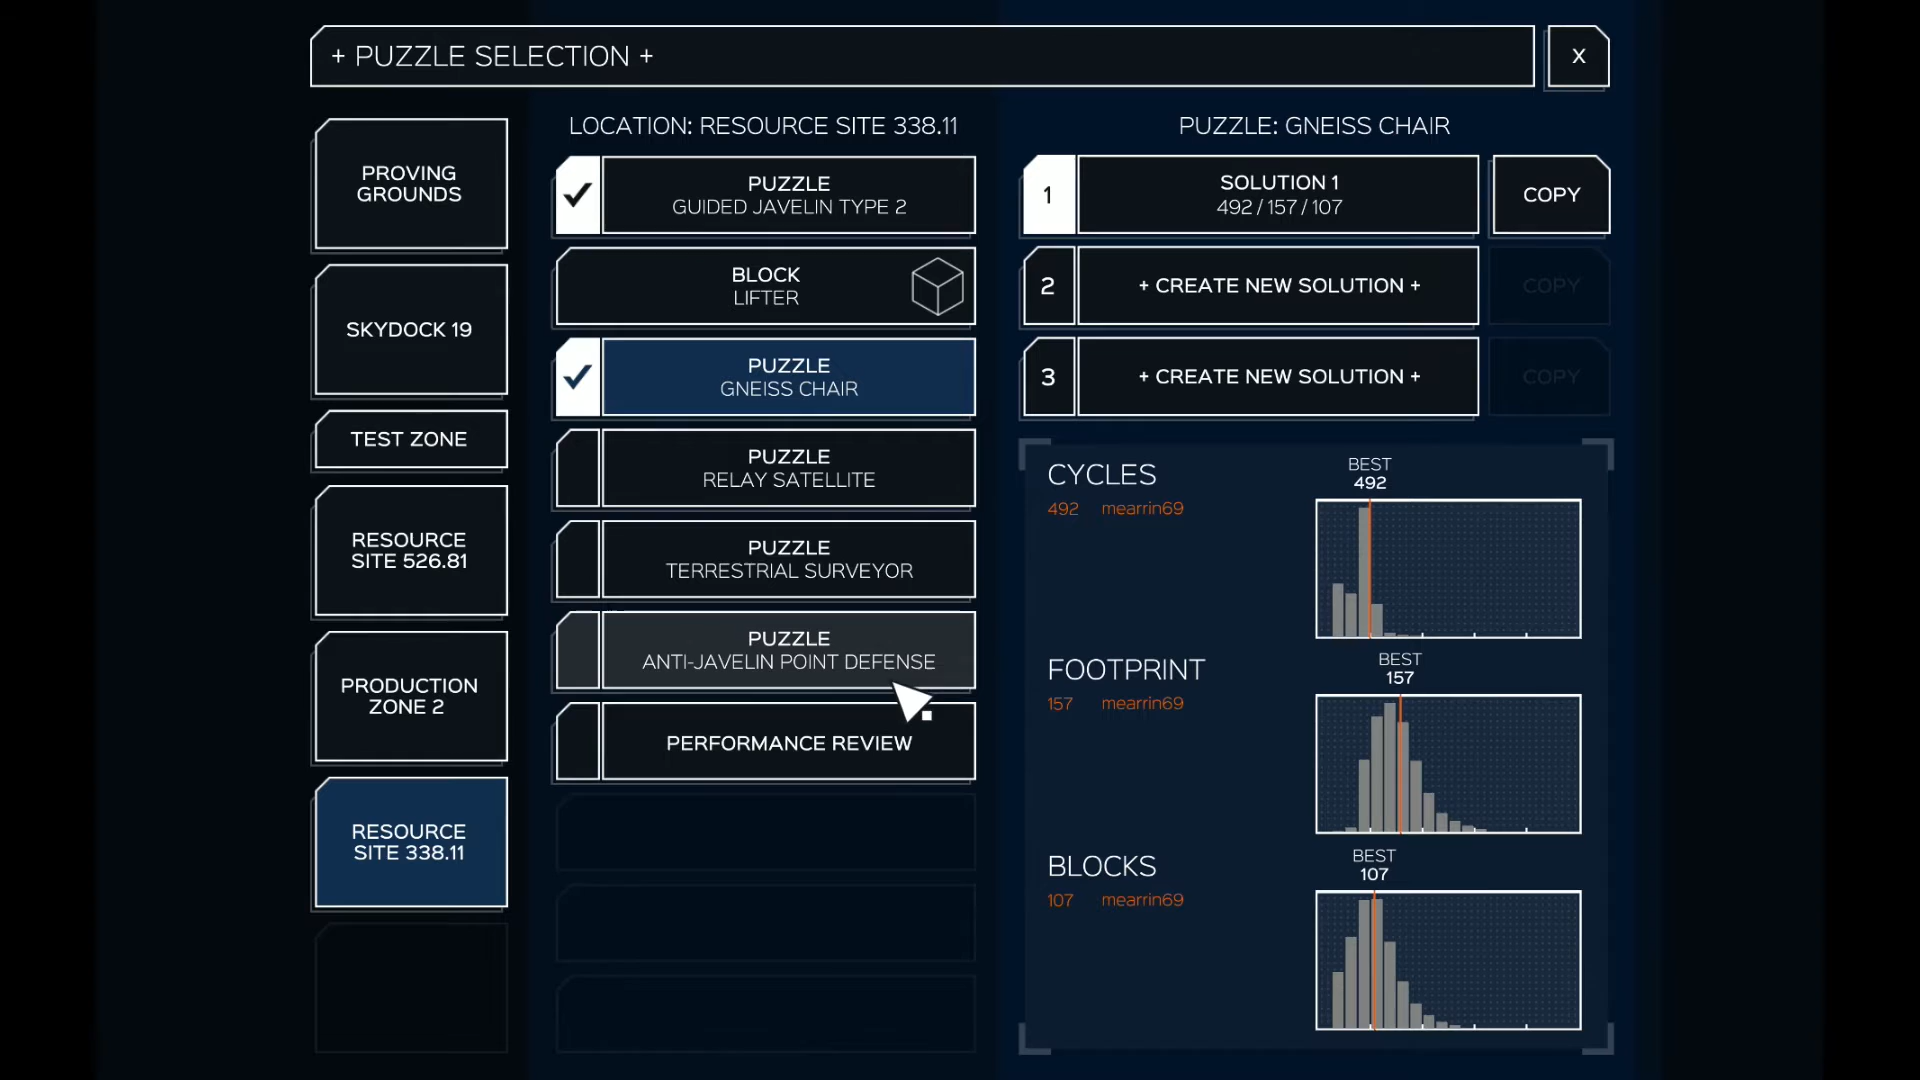 + PUZZLE SELECTION +
X
PROVING
GROUNDS
SKYDOCK 19
TEST ZONE
RESOURCE
SITE 526.81
PRODUCTION
ZONE 2
RESOURCE
SITE 338.11
LOCATION: RESOURCE SITE 338.11
PUZZLE
GUIDED JAVELIN TYPE 2
BLOCK
LIFTER
PUZZLE
GNEISS CHAIR
PUZZLE
RELAY SATELLITE
PUZZLE
TERRESTRIAL SURVEYOR
PUZZLE
ANTI-JAVELIN POINT DEFENSE
PERFORMANCE REVIEW
PUZZLE: GNEISS CHAIR
1
SOLUTION 1
492 / 157 / 107
COPY
2
+ CREATE NEW SOLUTION +
COPY
3
+ CREATE NEW SOLUTION +
COPY
CYCLES
492 mearrin69
BEST
492
FOOTPRINT
157 mearrin69
BEST
157
BLOCKS
107 mearrin69
BEST
107